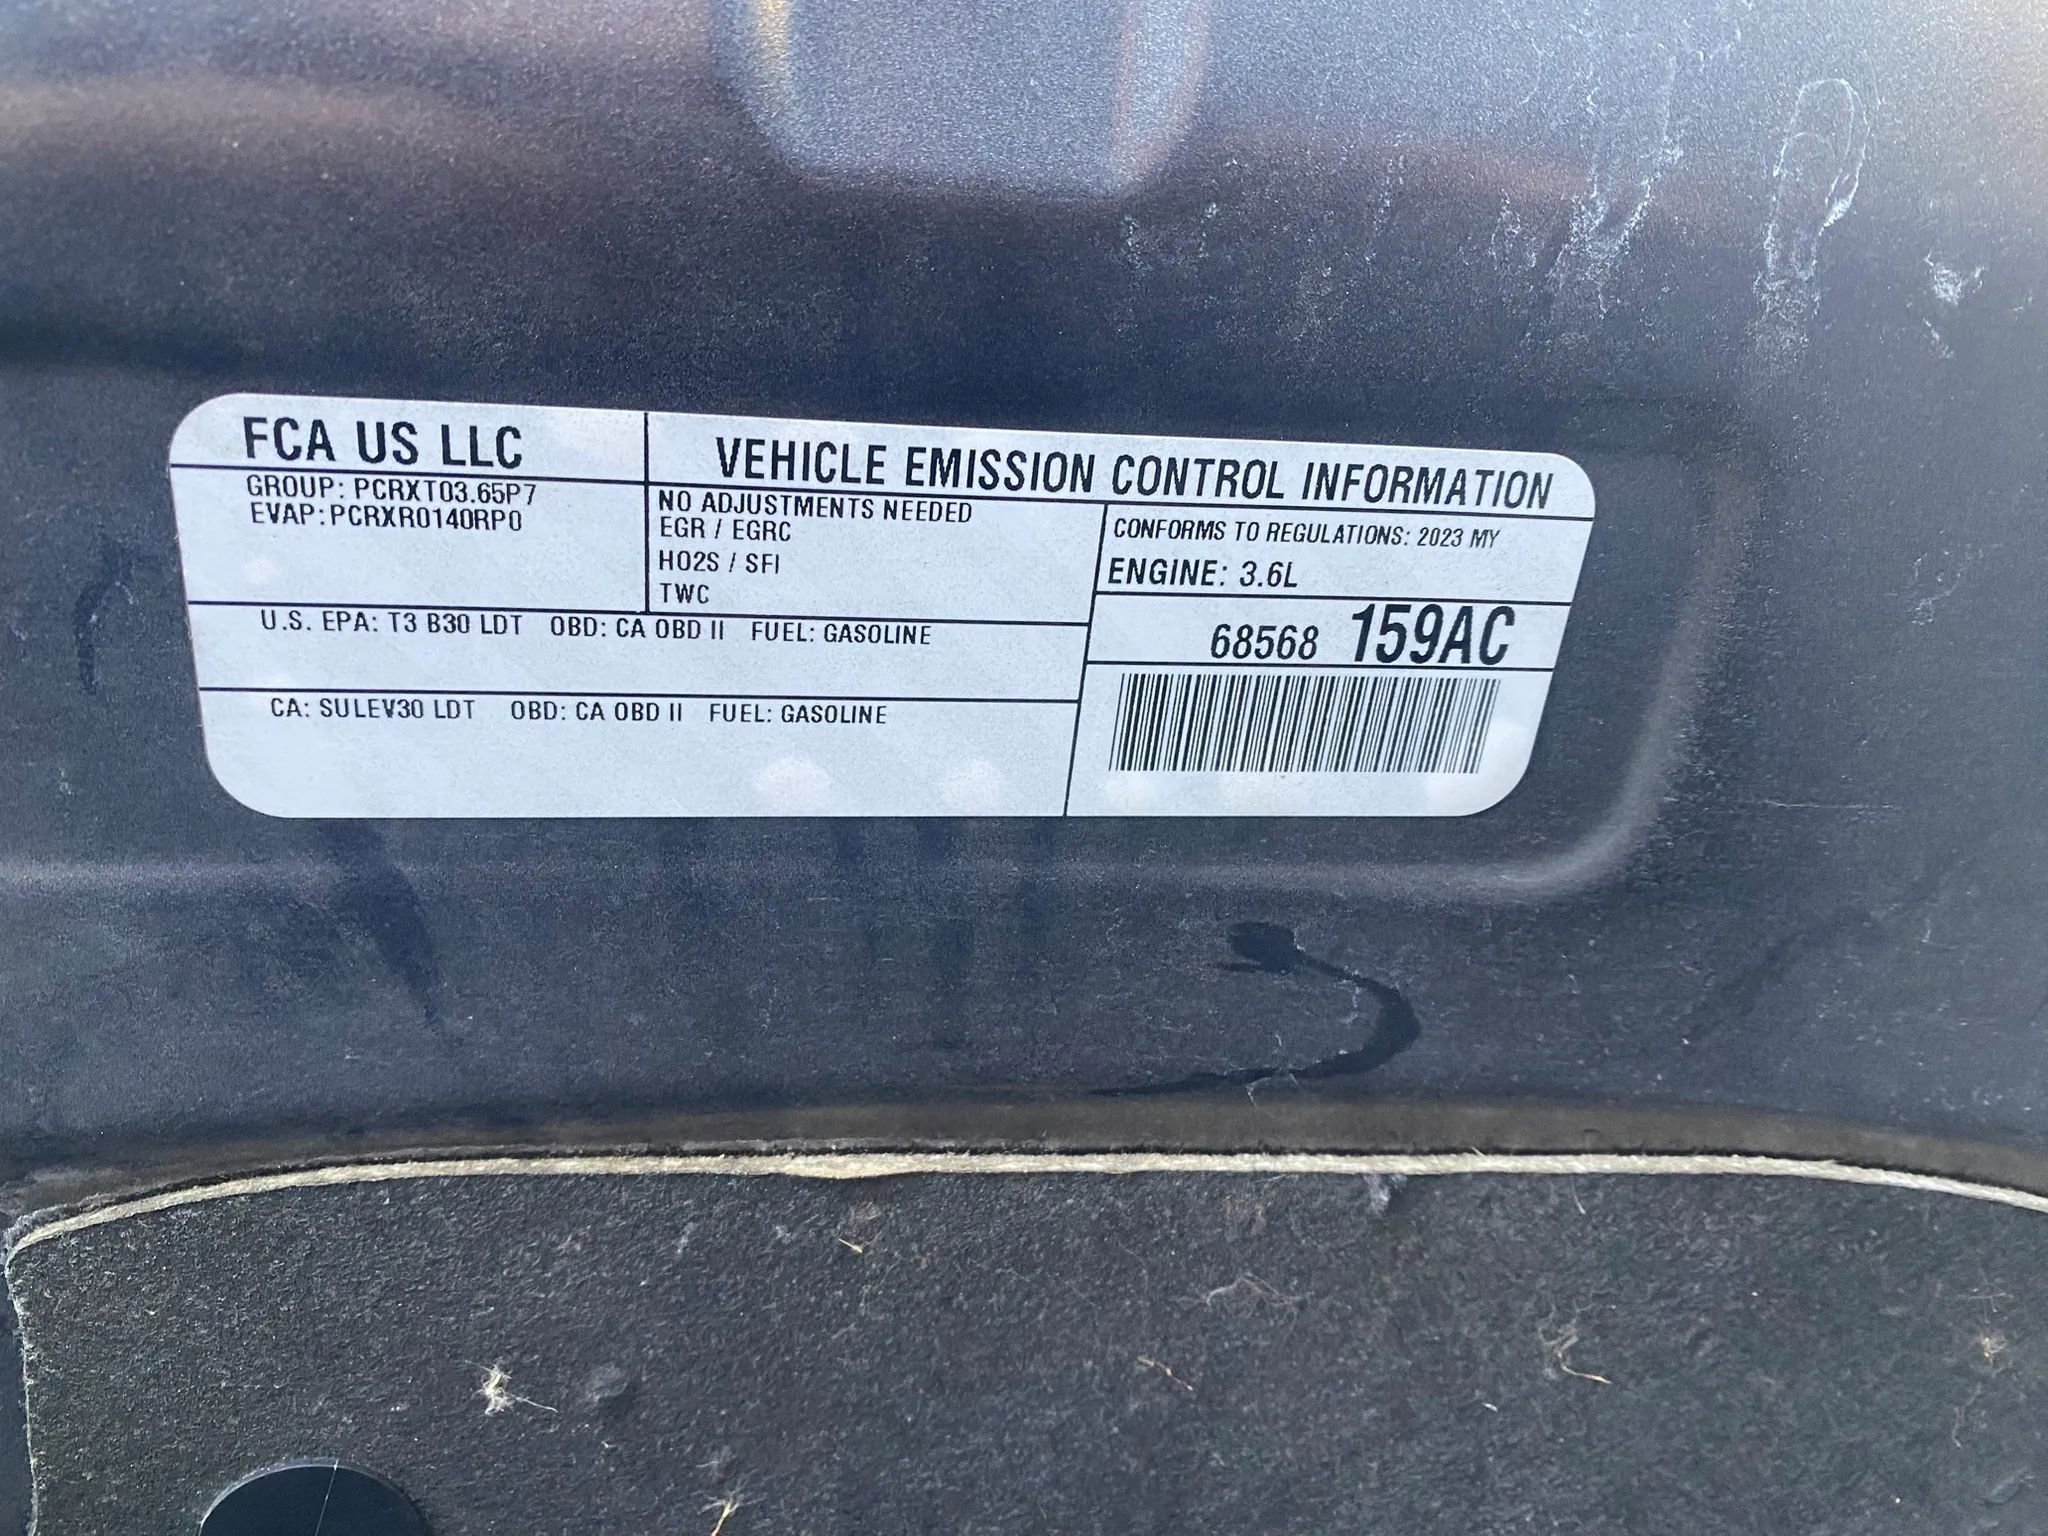 FCA US LLC
VEHICLE EMISSION CONTROL INFORMATION
GROUP: PCRXT03.65P7
EVAP: PCRXR0140RP0
NO ADJUSTMENTS NEEDED
EGR / EGRC
HO2S / SFI
TWC
CONFORMS TO REGULATIONS: 2023 MY
ENGINE: 3.6L
U.S. EPA: T3 B30 LDT OBD: CA OBD II FUEL: GASOLINE
68568 159AC
CA: SULEV30 LDT OBD: CA OBD II FUEL: GASOLINE